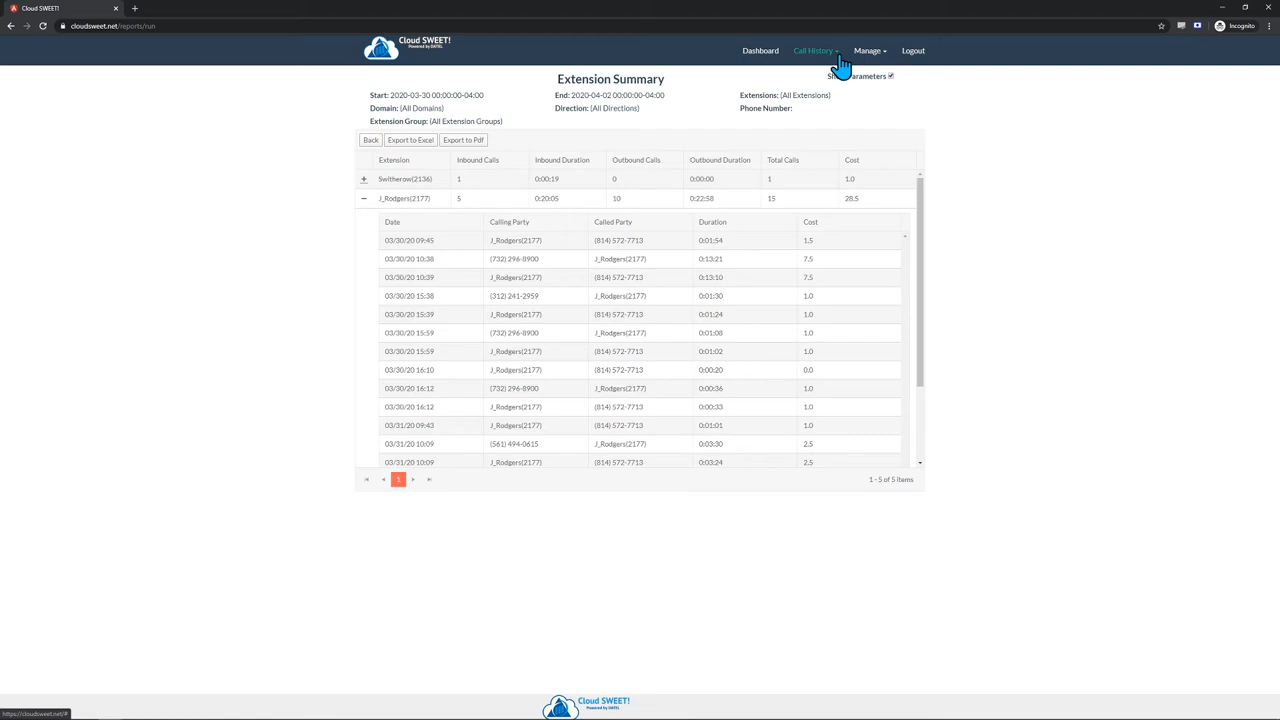 Cloud SWEET!
cloudsweet.net/reports/run
Incognito
Cloud SWEET!
Powered by DATEL
Dashboard Call History Manage Logout
Extension Summary
Start: 2020-03-30 00:00:00-04:00 End: 2020-04-02 00:00:00-04:00 Extensions: (All Extensions)
Domain: (All Domains) Direction: (All Directions) Phone Number:
Extension Group: (All Extension Groups)
Back Export to Excel Export to Pdf
Extension Inbound Calls Inbound Duration Outbound Calls Outbound Duration Total Calls Cost
Switherow(2136) 1 0:00:19 0 0:00:00 1 1.0
J_Rodgers(2177) 5 0:20:05 10 0:22:58 15 28.5
Date Calling Party Called Party Duration Cost
03/30/20 09:45 J_Rodgers(2177) (814) 572-7713 0:01:54 1.5
03/30/20 10:38 (732) 296-8900 J_Rodgers(2177) 0:13:21 7.5
03/30/20 10:39 J_Rodgers(2177) (814) 572-7713 0:13:10 7.5
03/30/20 15:38 (312) 241-2959 J_Rodgers(2177) 0:01:30 1.0
03/30/20 15:39 J_Rodgers(2177) (814) 572-7713 0:01:24 1.0
03/30/20 15:59 (732) 296-8900 J_Rodgers(2177) 0:01:08 1.0
03/30/20 15:59 J_Rodgers(2177) (814) 572-7713 0:01:02 1.0
03/30/20 16:10 J_Rodgers(2177) (814) 572-7713 0:00:20 0.0
03/30/20 16:12 (732) 296-8900 J_Rodgers(2177) 0:00:36 1.0
03/30/20 16:12 J_Rodgers(2177) (814) 572-7713 0:00:33 1.0
03/31/20 09:43 J_Rodgers(2177) (814) 572-7713 0:01:01 1.0
03/31/20 10:09 (561) 494-0615 J_Rodgers(2177) 0:03:30 2.5
03/31/20 10:09 J_Rodgers(2177) (814) 572-7713 0:03:24 2.5
1 1 - 5 of 5 items
Cloud SWEET!
Powered by DATEL
https://cloudsweet.net/#